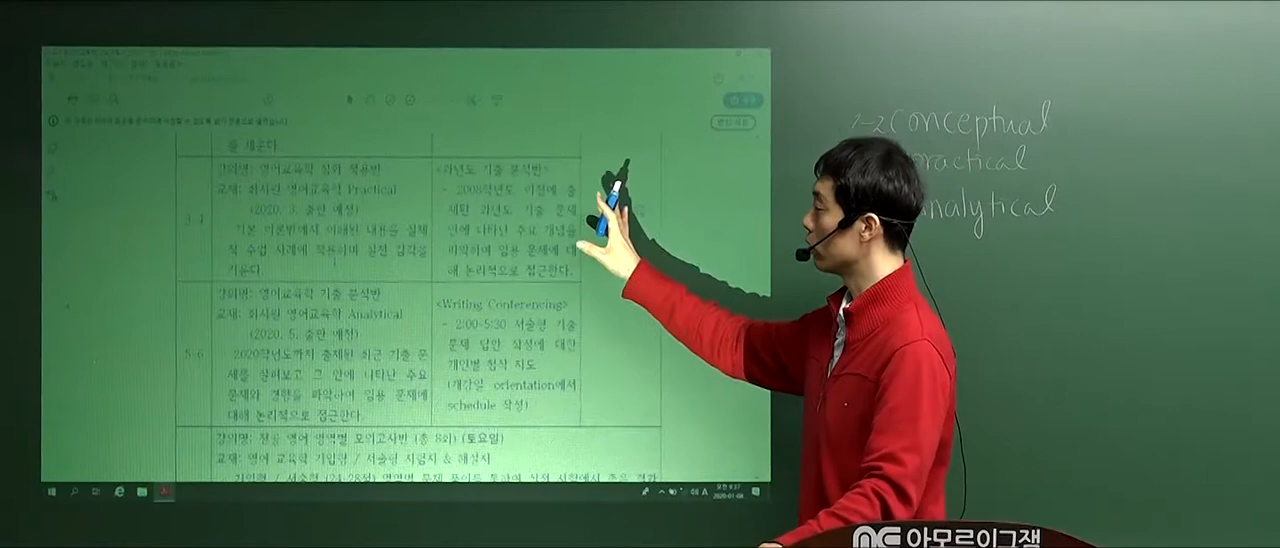 을 세운다
강의명: 영어교육학 심화 적용반
교재: 최시원 영어교육학 Practical
(2020. 3. 출판 예정)
3-4
기본 이론반에서 이해된 내용을 실제
적 수업 사례에 적용하며 실전 감각을
키운다.
<과년도 기출 분석반>
- 2008학년도 이전에 출
제된 과년도 기출 문제
안에 나타난 주요 개념을
파악하여 임용 문제에 대
해 논리적으로 접근한다.
강의명: 영어교육학 기출 분석반
교재: 최시원 영어교육학 Analytical
(2020. 5. 출판 예정)
5-6
2020학년도까지 출제된 최근 기출 문
제를 살펴보고 그 안에 나타난 주요
문제와 경향을 파악하여 임용 문제에
대해 논리적으로 접근한다.
<Writing Conferencing>
- 2:00-5:30 서술형 기출
문제 답안 작성에 대한
개인별 첨삭 지도
(개강일 orientation에서
schedule 작성)
강의명: 전공 영어 영역별 모의고사반 (총 8회) (토요일)
교재: 영어 교육학 기입형 / 서술형 시험지 & 해설지
오전 9:37
2020-01-08
1-2 conceptual
practical
analytical
아모르이그잼